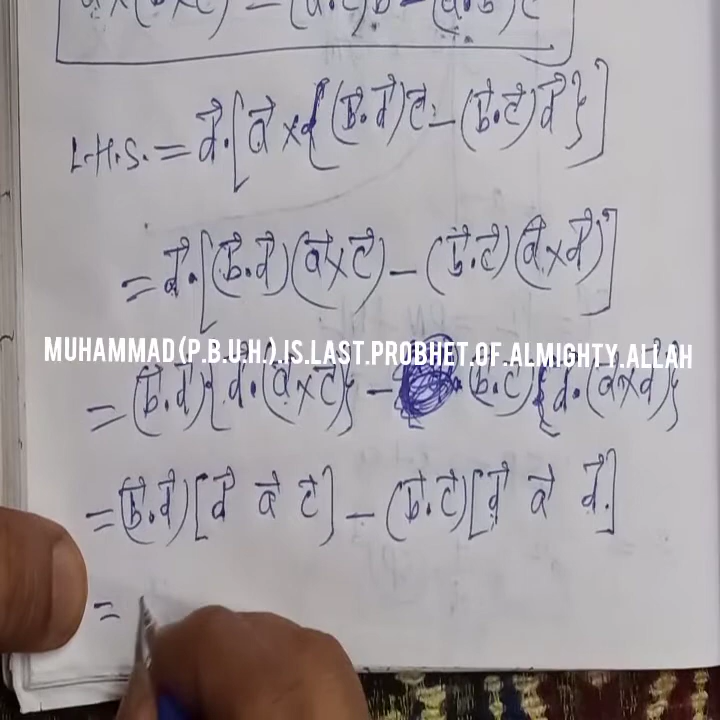 a⃗×(b⃗×c⃗) = (a⃗.c⃗)b⃗ - (a⃗.b⃗)c⃗
L.H.S. = d⃗.[a⃗ ×{(b⃗.d⃗)c⃗ - (b⃗.c⃗)d⃗}]
= d⃗.[(b⃗.d⃗)(a⃗×c⃗) - (b⃗.c⃗)(a⃗×d⃗)]
MUHAMMAD(P.B.U.H.).IS.LAST.PROBHET.OF.ALMIGHTY.ALLAH
= (b⃗.d⃗){d⃗.(a⃗×c⃗)} - (b⃗.c⃗){d⃗.(a⃗×d⃗)}
= (b⃗.d⃗)[d⃗ a⃗ c⃗] - (b⃗.c⃗)[d⃗ a⃗ d⃗.]
=